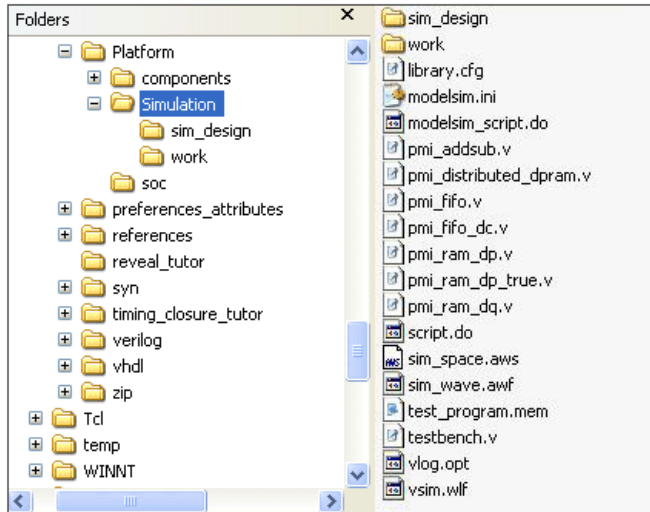 Folders
Platform
components
Simulation
sim_design
work
soc
preferences_attributes
references
reveal_tutor
syn
timing_closure_tutor
verilog
vhdl
zip
Tcl
temp
WINNT
sim_design
work
library.cfg
modelsim.ini
modelsim_script.do
pmi_addsub.v
pmi_distributed_dpram.v
pmi_fifo.v
pmi_fifo_dc.v
pmi_ram_dp.v
pmi_ram_dp_true.v
pmi_ram_dq.v
script.do
sim_space.aws
sim_wave.awf
test_program.mem
testbench.v
vlog.opt
vsim.wlf